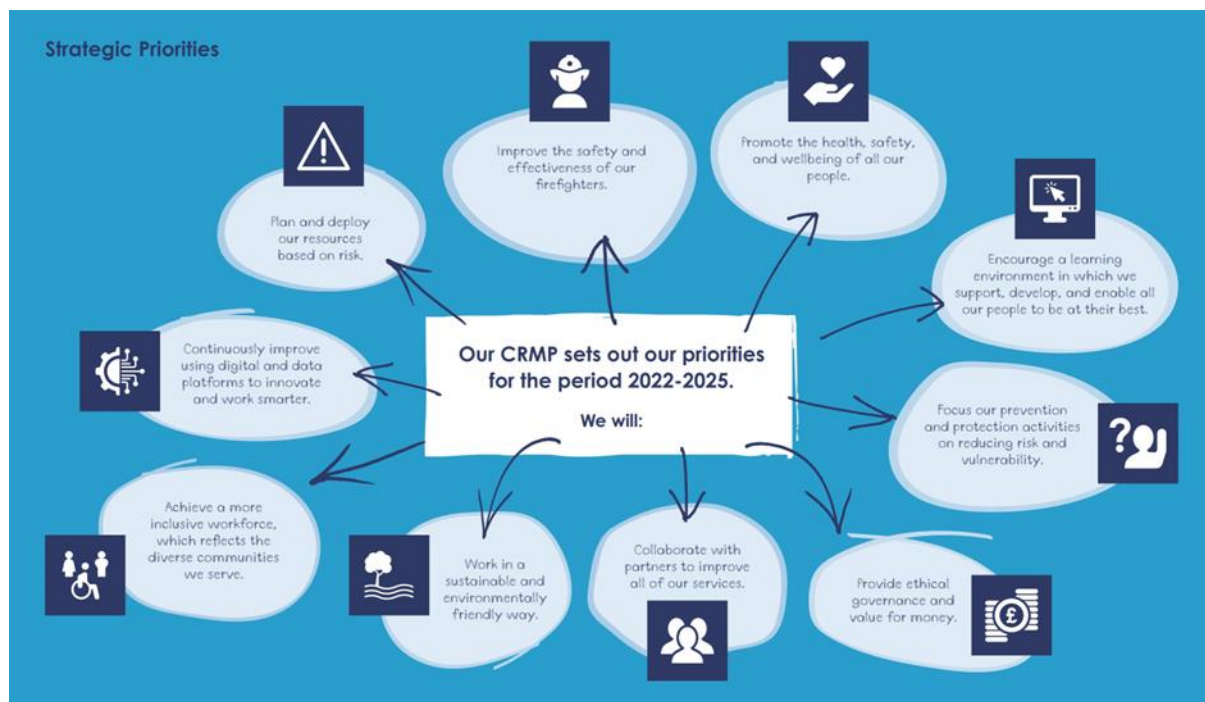 Strategic Priorities
Plan and deploy
our resources
based on risk.
Improve the safety and
effectiveness of our
firefighters.
Promote the health, safety,
and wellbeing of all our
people.
Encourage a learning
environment in which we
support, develop, and enable all
our people to be at their best.
Our CRMP sets out our priorities
for the period 2022-2025.
We will:
Continuously improve
using digital and data
platforms to innovate
and work smarter.
Focus our prevention
and protection activities
on reducing risk and
vulnerability.
Achieve a more
inclusive workforce,
which reflects the
diverse communities
we serve.
Work in a
sustainable and
environmentally
friendly way.
Collaborate with
partners to improve
all of our services.
Provide ethical
governance and
value for money.